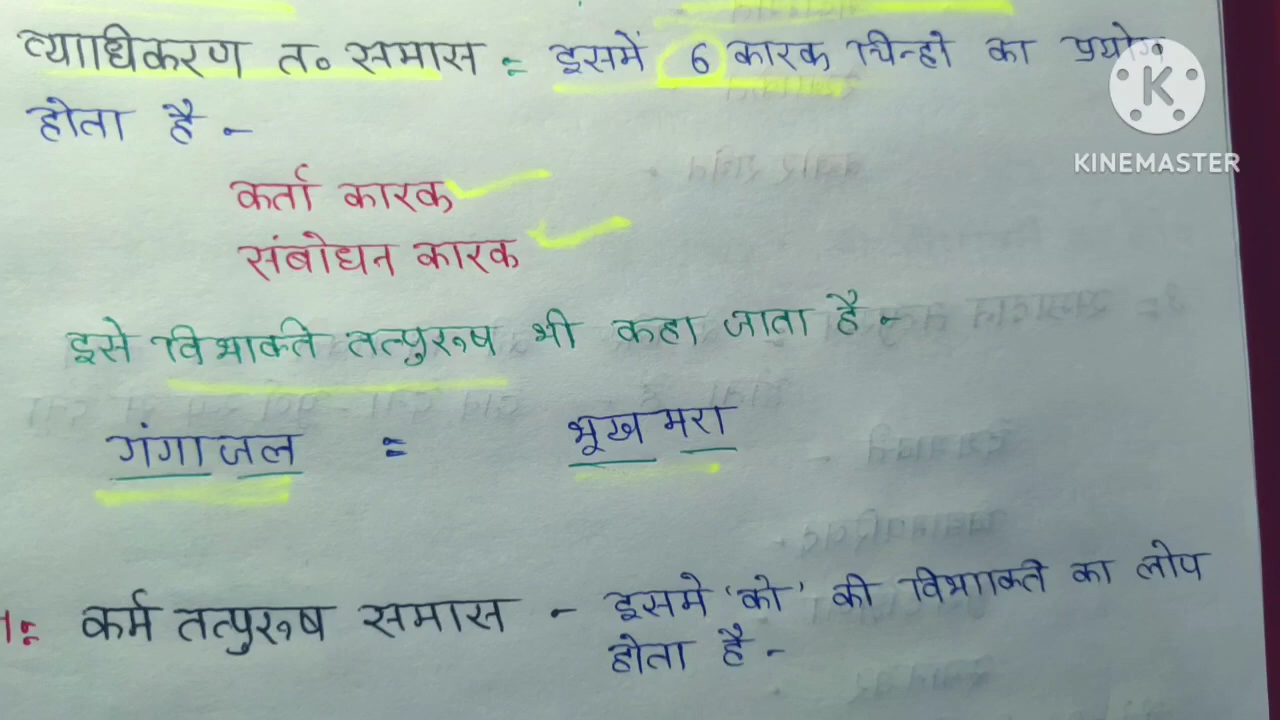 व्याधिकरण त० समास = इसमें 6 कारक चिन्हो का प्रयोग
होता है -
कर्ता कारक
संबोधन कारक
इसे विभक्ति तत्पुरूष भी कहा जाता है -
गंगाजल = भूखमरा
1: कर्म तत्पुरूष समास - इसमे 'को' की विभक्ति का लोप
होता है -
K
KINEMASTER